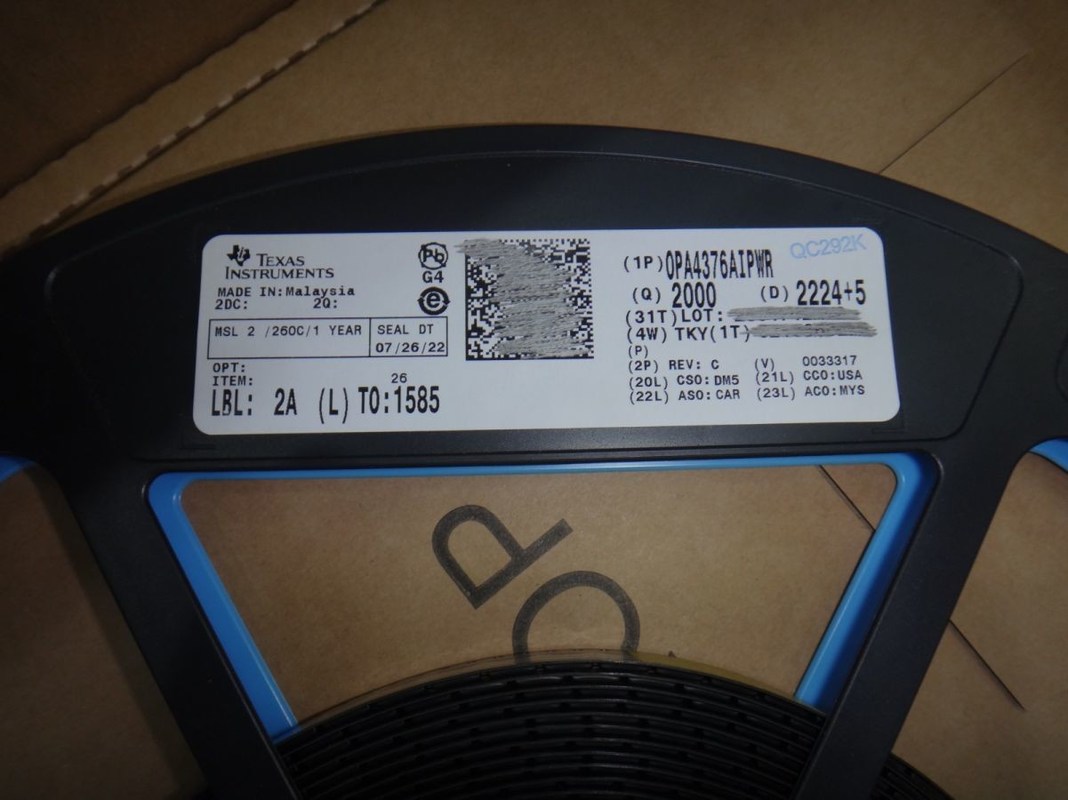 TEXAS
INSTRUMENTS
MADE IN:Malaysia
2DC: 2Q:
MSL 2 /260C/1 YEAR
SEAL DT
07/26/22
OPT:
ITEM:
26
LBL: 2A (L) TO:1585
Pb
G4
e
QC292K
(1P)OPA4376AIPWR
(Q) 2000 (D) 2224+5
(31T)LOT:
(4W) TKY(1T)
(P)
(2P) REV: C (V) 0033317
(20L) CSO:DM5 (21L) CCO:USA
(22L) ASO:CAR (23L) ACO:MYS